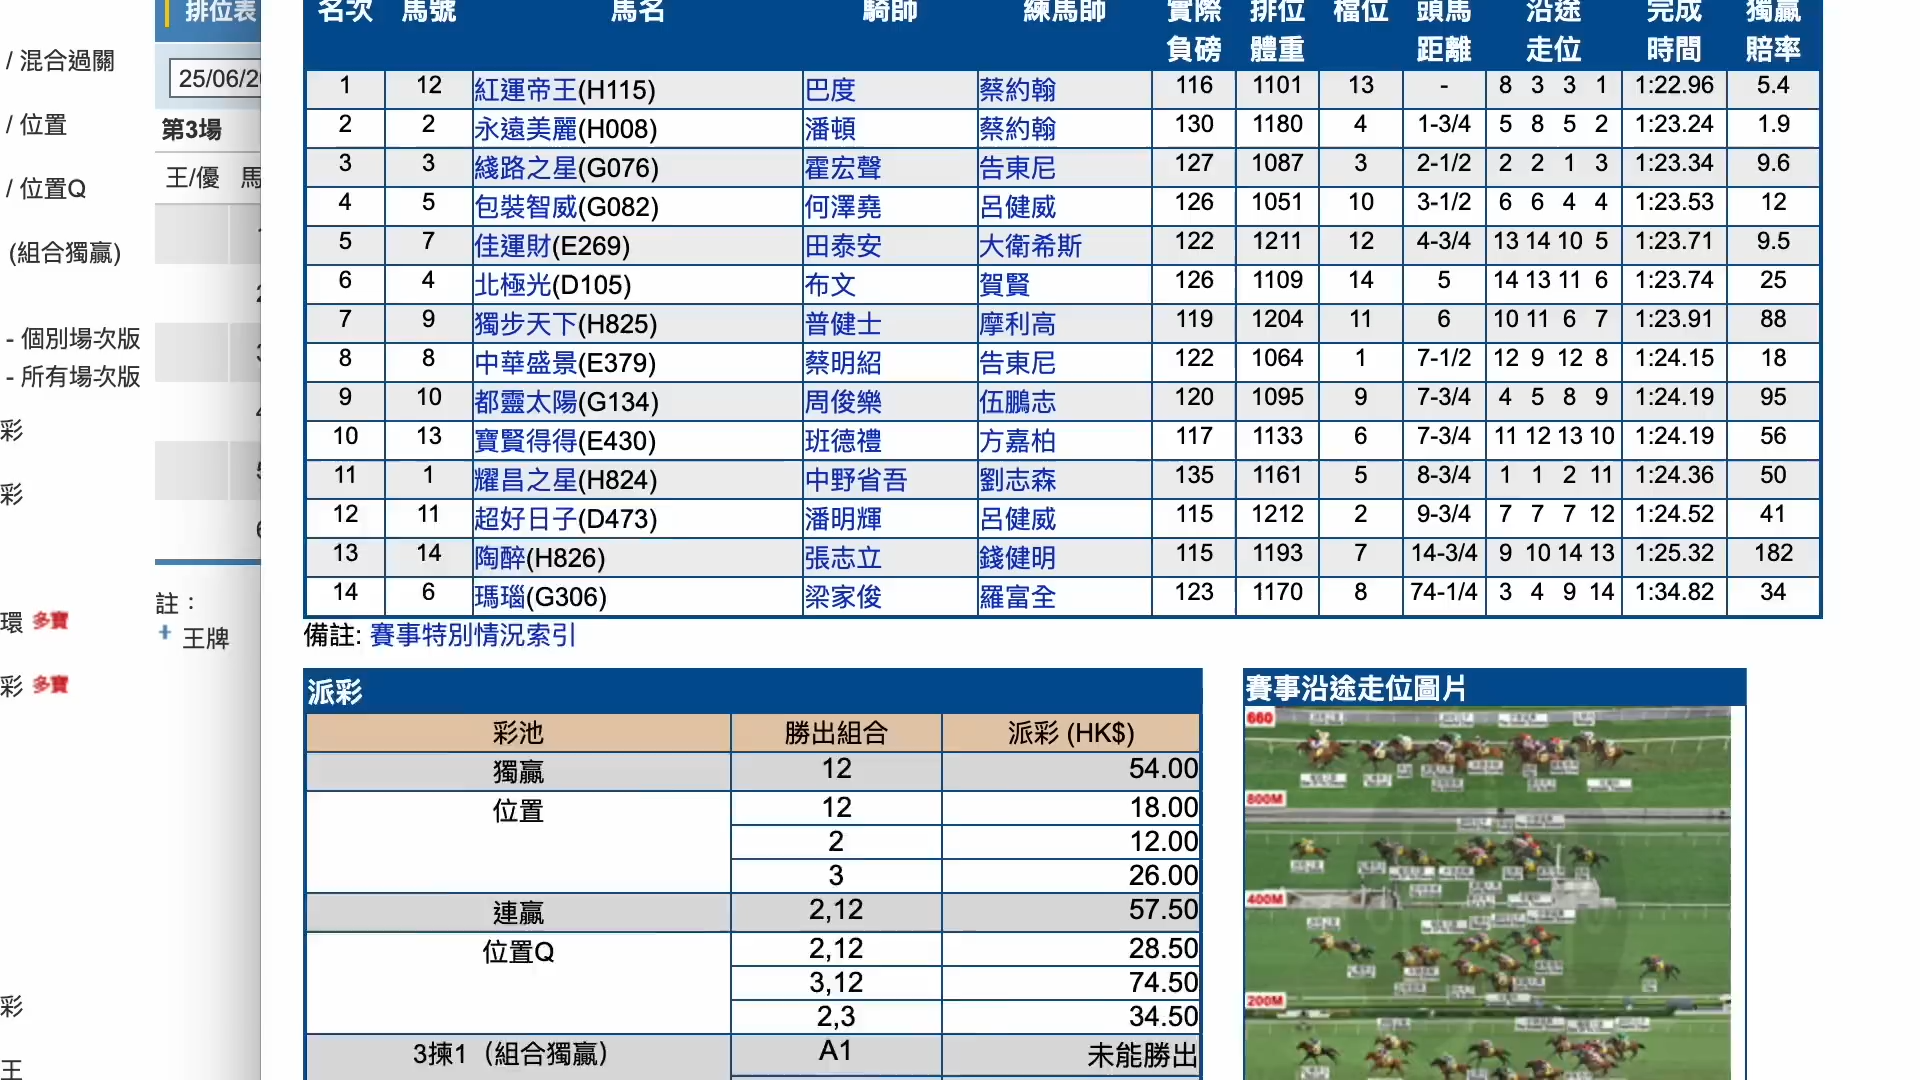 / 混合過關
/ 位置
/ 位置Q
(組合獨贏)
- 個別場次版
- 所有場次版
彩
彩
環 多寶
彩 多寶
彩
王
排位表
25/06/2
第3場
王/優 馬
註：
+ 王牌
名次 馬號 馬名 騎師 練馬師 實際負磅 排位體重 檔位 頭馬距離 沿途走位 完成時間 獨贏賠率
1 12 紅運帝王(H115) 巴度 蔡約翰 116 1101 13 - 8 3 3 1 1:22.96 5.4
2 2 永遠美麗(H008) 潘頓 蔡約翰 130 1180 4 1-3/4 5 8 5 2 1:23.24 1.9
3 3 綫路之星(G076) 霍宏聲 告東尼 127 1087 3 2-1/2 2 2 1 3 1:23.34 9.6
4 5 包裝智威(G082) 何澤堯 呂健威 126 1051 10 3-1/2 6 6 4 4 1:23.53 12
5 7 佳運財(E269) 田泰安 大衛希斯 122 1211 12 4-3/4 13 14 10 5 1:23.71 9.5
6 4 北極光(D105) 布文 賀賢 126 1109 14 5 14 13 11 6 1:23.74 25
7 9 獨步天下(H825) 普健士 摩利高 119 1204 11 6 10 11 6 7 1:23.91 88
8 8 中華盛景(E379) 蔡明紹 告東尼 122 1064 1 7-1/2 12 9 12 8 1:24.15 18
9 10 都靈太陽(G134) 周俊樂 伍鵬志 120 1095 9 7-3/4 4 5 8 9 1:24.19 95
10 13 寶賢得得(E430) 班德禮 方嘉柏 117 1133 6 7-3/4 11 12 13 10 1:24.19 56
11 1 耀昌之星(H824) 中野省吾 劉志森 135 1161 5 8-3/4 1 1 2 11 1:24.36 50
12 11 超好日子(D473) 潘明輝 呂健威 115 1212 2 9-3/4 7 7 7 12 1:24.52 41
13 14 陶醉(H826) 張志立 錢健明 115 1193 7 14-3/4 9 10 14 13 1:25.32 182
14 6 瑪瑙(G306) 梁家俊 羅富全 123 1170 8 74-1/4 3 4 9 14 1:34.82 34
備註: 賽事特別情況索引
派彩
彩池 勝出組合 派彩 (HK$)
獨贏 12 54.00
位置 12 18.00
2 12.00
3 26.00
連贏 2,12 57.50
位置Q 2,12 28.50
3,12 74.50
2,3 34.50
3揀1（組合獨贏） A1 未能勝出
賽事沿途走位圖片
660
800M
400M
200M